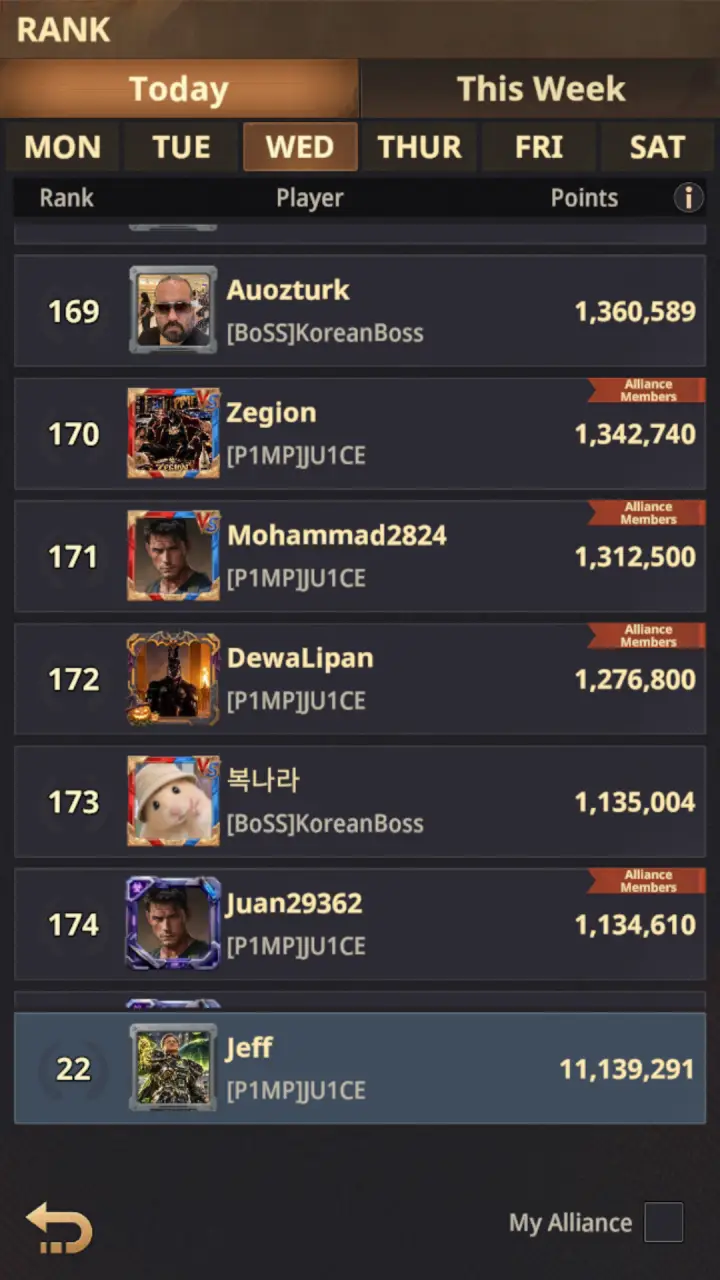 RANK
Today
This Week
MON TUE WED THUR FRI SAT
Rank Player Points i
169 Auozturk 1,360,589
[BoSS]KoreanBoss
Alliance Members
170 Zegion 1,342,740
[P1MP]JU1CE
Alliance Members
171 Mohammad2824 1,312,500
[P1MP]JU1CE
Alliance Members
172 DewaLipan 1,276,800
[P1MP]JU1CE
173 복나라 1,135,004
[BoSS]KoreanBoss
Alliance Members
174 Juan29362 1,134,610
[P1MP]JU1CE
22 Jeff 11,139,291
[P1MP]JU1CE
My Alliance